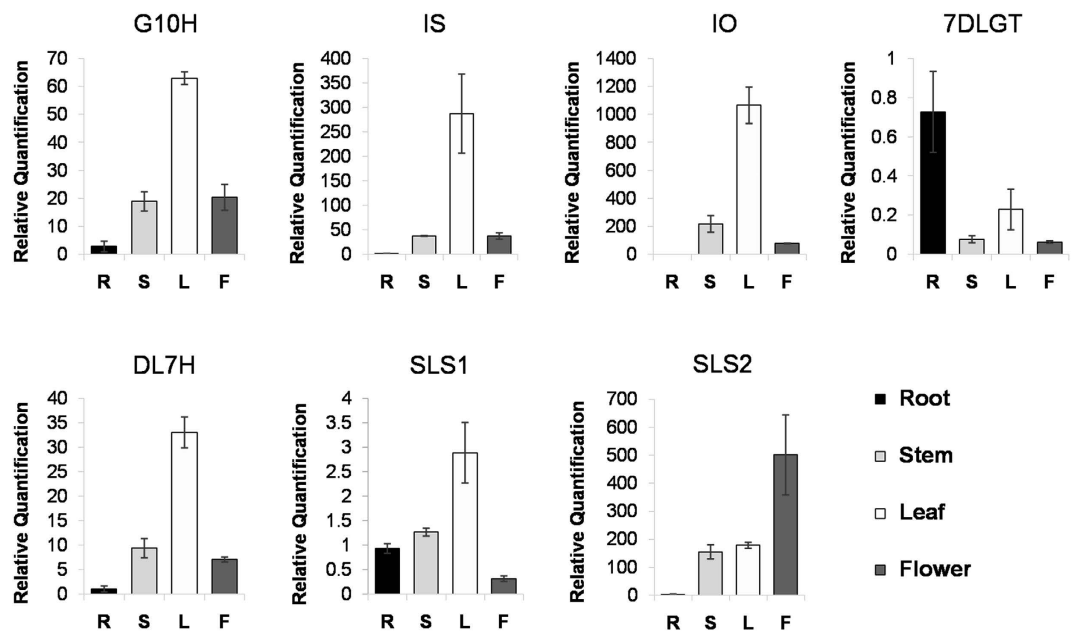 G10H
IS
IO
7DLGT
Relative Quantification
70
60
50
40
30
20
10
0
R S L F
Relative Quantification
400
350
300
250
200
150
100
50
0
R S L F
Relative Quantification
1400
1200
1000
800
600
400
200
0
R S L F
Relative Quantification
1
0.8
0.6
0.4
0.2
0
R S L F
DL7H
SLS1
SLS2
Relative Quantification
40
35
30
25
20
15
10
5
0
R S L F
Relative Quantification
4
3.5
3
2.5
2
1.5
1
0.5
0
R S L F
Relative Quantification
700
600
500
400
300
200
100
0
R S L F
Root
Stem
Leaf
Flower